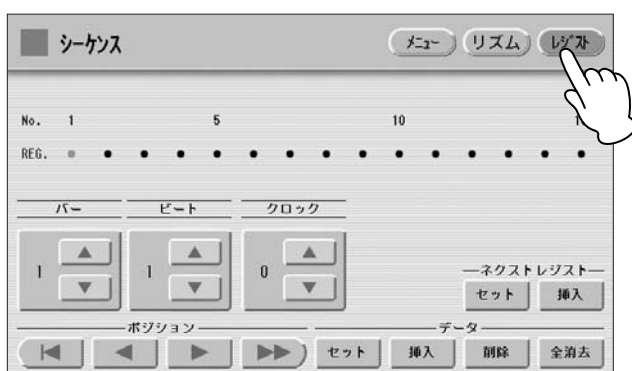 シーケンス メニュー リズム レジスト
No. 1 5 10 1
REG.
バー ビート クロック
1 1 0
ネクストレジスト
セット 挿入
ポジション データ
セット 挿入 削除 全消去